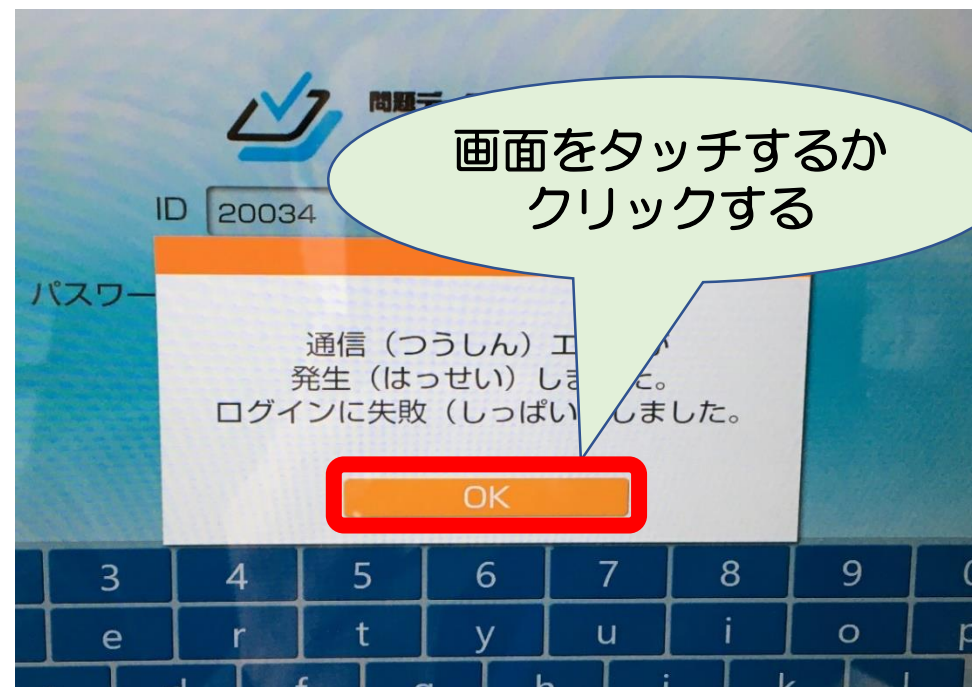 問題デ
画面をタッチするか
クリックする
ID 20034
パスワー
通信（つうしん）エ
発生（はっせい）しました。
ログインに失敗（しっぱい）しました。
OK
3 4 5 6 7 8 9
e r t y u i o p